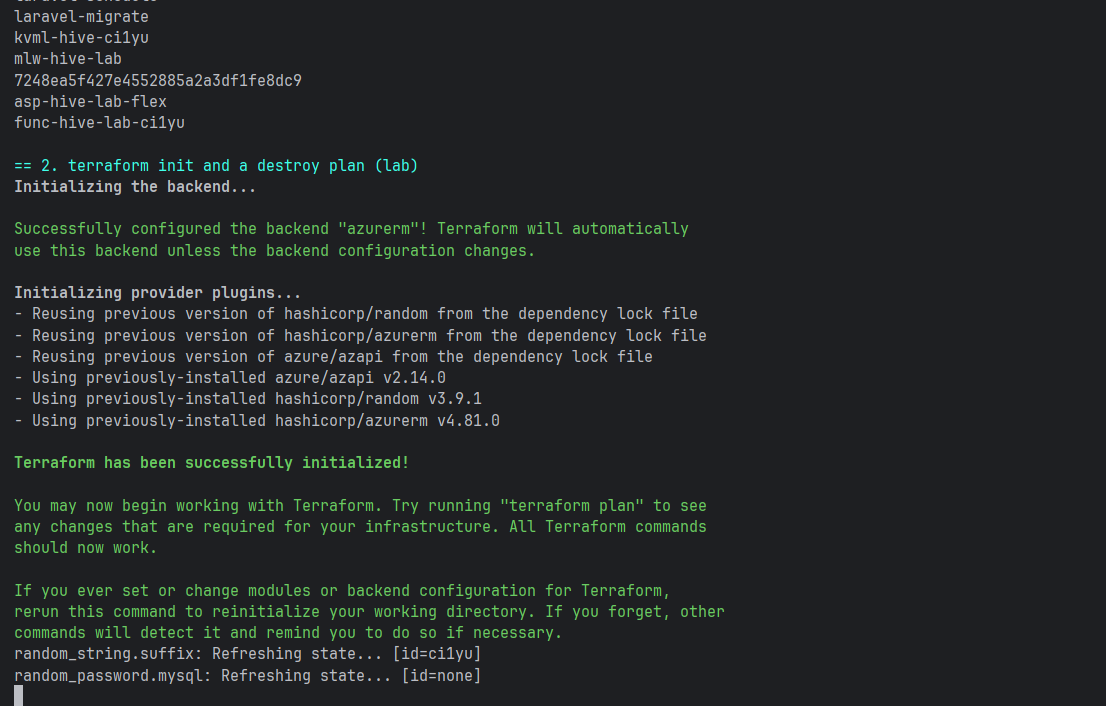 laravel-migrate
kvml-hive-ci1yu
mlw-hive-lab
7248ea5f427e4552885a2a3df1fe8dc9
asp-hive-lab-flex
func-hive-lab-ci1yu
== 2. terraform init and a destroy plan (lab)
Initializing the backend...
Successfully configured the backend "azurerm"! Terraform will automatically
use this backend unless the backend configuration changes.
Initializing provider plugins...
- Reusing previous version of hashicorp/random from the dependency lock file
- Reusing previous version of hashicorp/azurerm from the dependency lock file
- Reusing previous version of azure/azapi from the dependency lock file
- Using previously-installed azure/azapi v2.14.0
- Using previously-installed hashicorp/random v3.9.1
- Using previously-installed hashicorp/azurerm v4.81.0
Terraform has been successfully initialized!
You may now begin working with Terraform. Try running "terraform plan" to see
any changes that are required for your infrastructure. All Terraform commands
should now work.
If you ever set or change modules or backend configuration for Terraform,
rerun this command to reinitialize your working directory. If you forget, other
commands will detect it and remind you to do so if necessary.
random_string.suffix: Refreshing state... [id=ci1yu]
random_password.mysql: Refreshing state... [id=none]